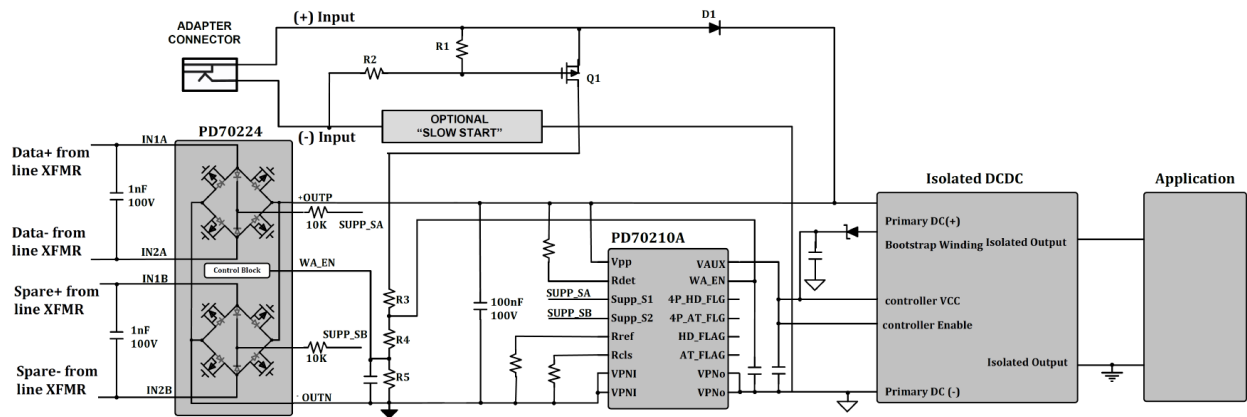 ADAPTER
CONNECTOR
(+) Input
D1
R1
R2
Q1
(-) Input
OPTIONAL
“SLOW START”
PD70224
IN1A
Data+ from
line XFMR
1nF
100V
+OUTP
10K
SUPP_SA
Data- from
line XFMR
IN2A
WA_EN
Control Block
Spare+ from
line XFMR
IN1B
1nF
100V
SUPP_SB
10K
Spare- from
line XFMR
IN2B
OUTN
R3
R4
R5
100nF
100V
PD70210A
Vpp
VAUX
Rdet
WA_EN
SUPP_SA
Supp_S1
4P_HD_FLG
SUPP_SB
Supp_S2
4P_AT_FLG
Rref
HD_FLAG
Rcls
AT_FLAG
VPNI
VPNo
VPNI
VPNo
Isolated DCDC
Primary DC(+)
Bootstrap Winding
Isolated Output
controller VCC
controller Enable
Isolated Output
Primary DC (-)
Application